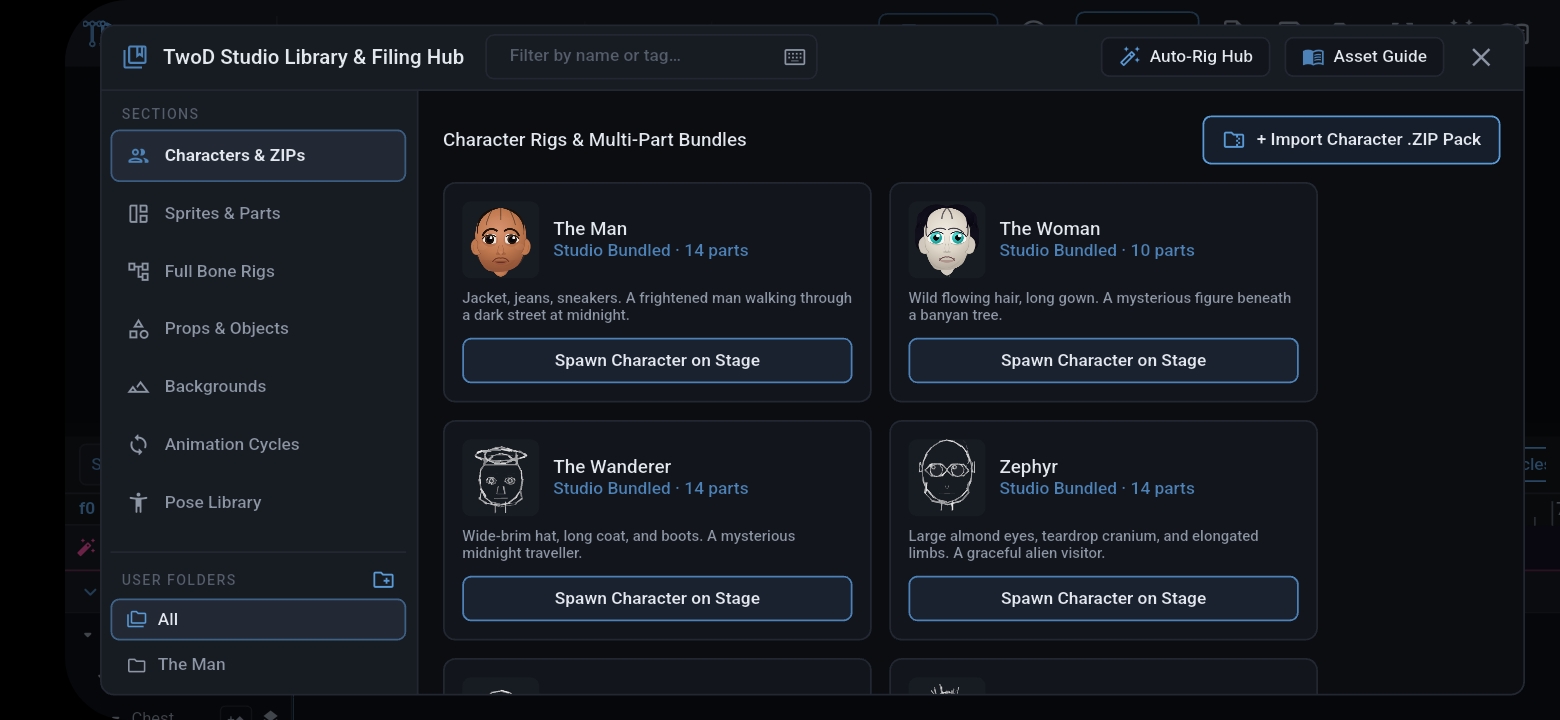 TwoD Studio Library & Filing Hub
Filter by name or tag...
Auto-Rig Hub
Asset Guide
SECTIONS
Characters & ZIPs
Sprites & Parts
Full Bone Rigs
Props & Objects
Backgrounds
Animation Cycles
Pose Library
USER FOLDERS
All
The Man
Character Rigs & Multi-Part Bundles
+ Import Character .ZIP Pack
The Man
Studio Bundled · 14 parts
Jacket, jeans, sneakers. A frightened man walking through
a dark street at midnight.
Spawn Character on Stage
The Woman
Studio Bundled · 10 parts
Wild flowing hair, long gown. A mysterious figure beneath
a banyan tree.
Spawn Character on Stage
The Wanderer
Studio Bundled · 14 parts
Wide-brim hat, long coat, and boots. A mysterious
midnight traveller.
Spawn Character on Stage
Zephyr
Studio Bundled · 14 parts
Large almond eyes, teardrop cranium, and elongated
limbs. A graceful alien visitor.
Spawn Character on Stage
f0
Chest